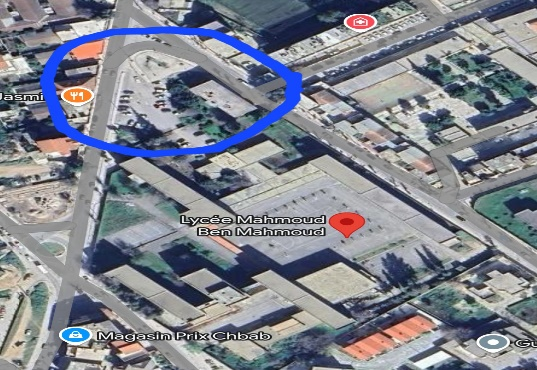 Jasmi
Lycée Mahmoud
Ben Mahmoud
Magasin Prix Chbab
Gu